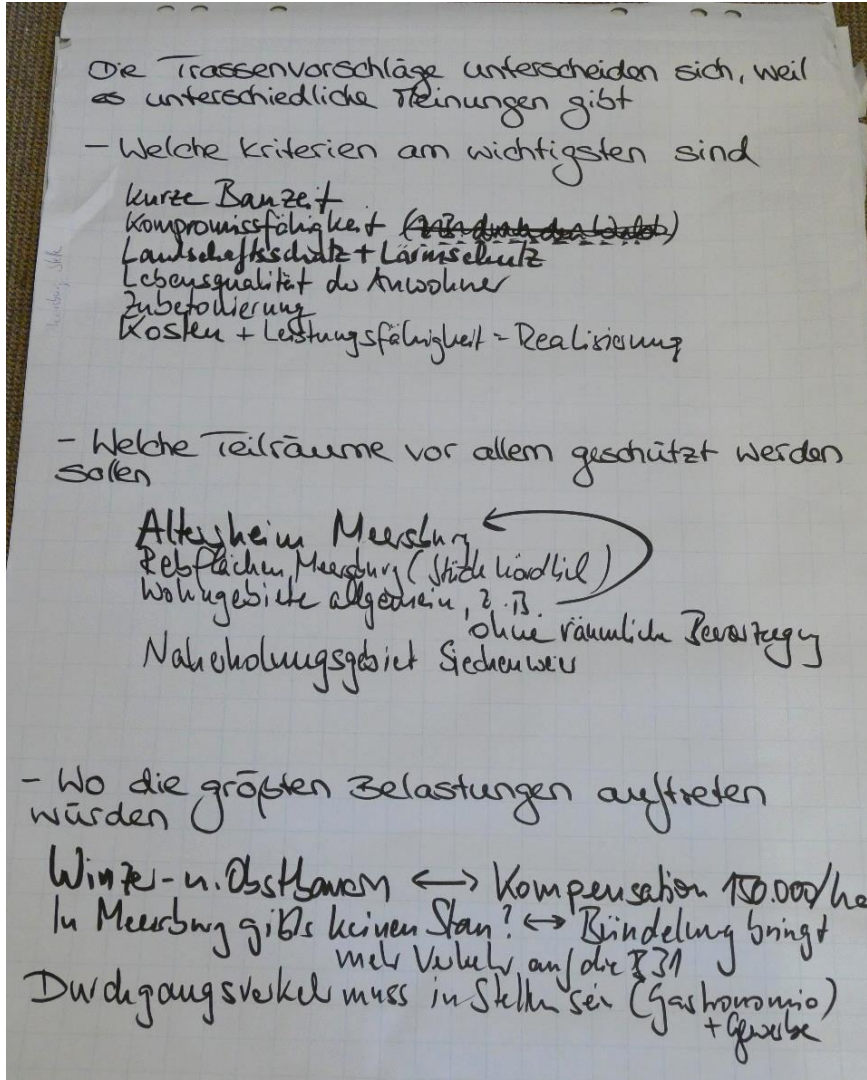 Die Trassenvorschläge unterscheiden sich, weil
es unterschiedliche Meinungen gibt
- Welche Kriterien am wichtigsten sind
kurze Bauzeit
Kompromissfähigkeit
Landschaftsschutz + Lärmschutz
Lebensqualität der Anwohner
Zubetonierung
Kosten + Leistungsfähigkeit = Realisierung
- Welche Teilräume vor allem geschützt werden
sollen
Altersheim Meersburg
Rebflächen Meersburg (
Wohngebiete allgemein, z.B.
ohne räumliche Bevorzugung
Naherholungsgebiet Siechenweier
- Wo die größten Belastungen auftreten
würden
Winzer- u. Obstbauern ↔ Kompensation 150.000/ha
In Meersburg gibts keinen Stau? ↔ Bündelung bringt
mehr Verkehr auf die B31
Durchgangsverkehr muss in sein (Gastronomie)
+ Gewerbe